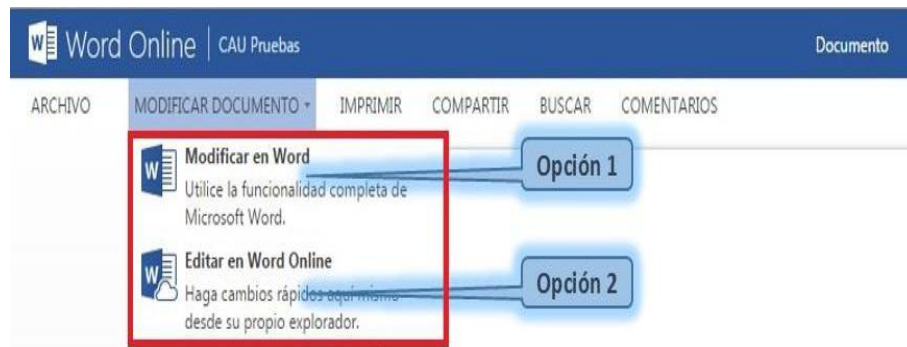 Word Online | CAU Pruebas
Documento
ARCHIVO MODIFICAR DOCUMENTO IMPRIMIR COMPARTIR BUSCAR COMENTARIOS
Modificar en Word
Utilice la funcionalidad completa de
Microsoft Word.
Opción 1
Editar en Word Online
Haga cambios rápidos aquí mismo
desde su propio explorador.
Opción 2